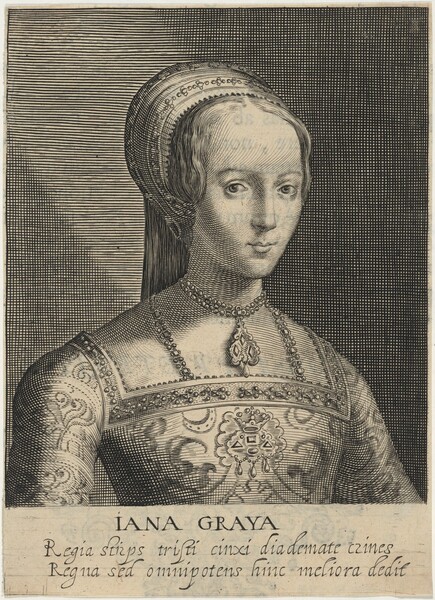 IANA GRAYA
Regia stirps tristi cinxi diademate crines
Regna sed omnipotens hinc meliora dedit